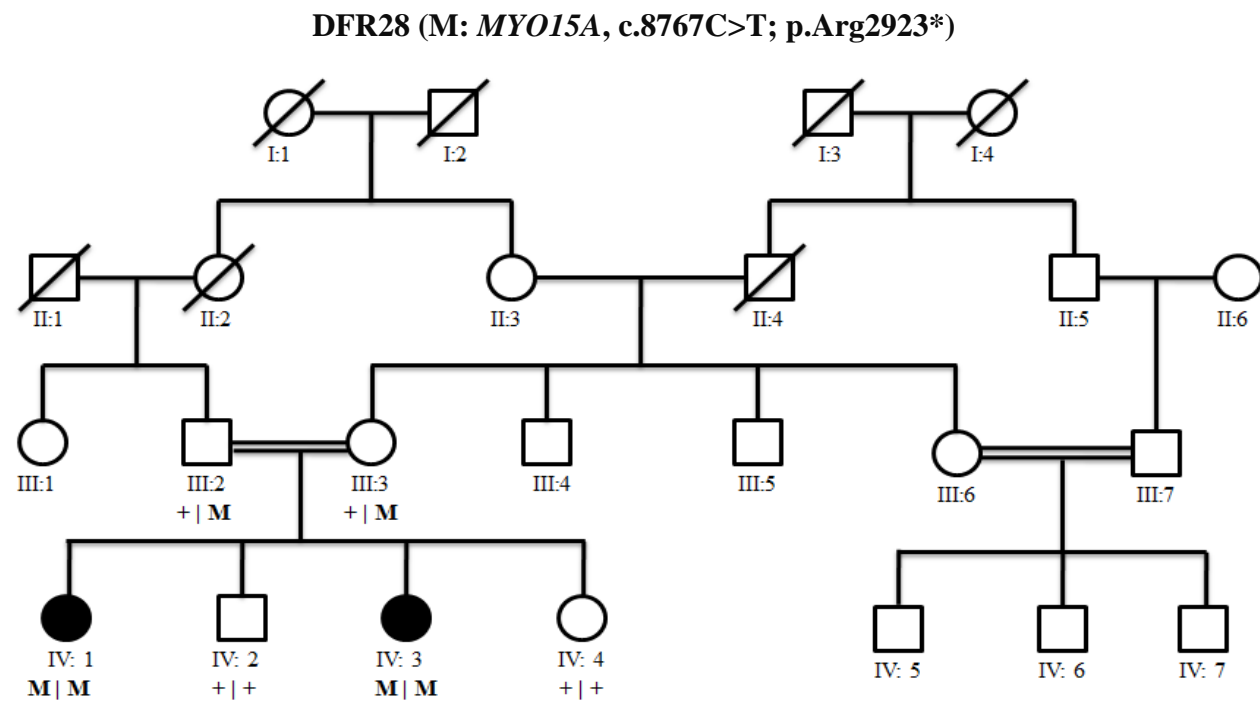 DFR28 (M: MYO15A, c.8767C>T; p.Arg2923*)
I:1 I:2 I:3 I:4
II:1 II:2 II:3 II:4 II:5 II:6
III:1 III:2 III:3 III:4 III:5 III:6 III:7
+ | M + | M
IV: 1 IV: 2 IV: 3 IV: 4 IV: 5 IV: 6 IV: 7
M | M + | + M | M + | +